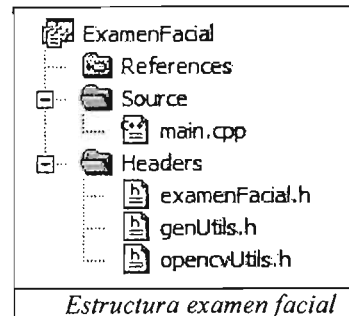 ExamenFacial
References
Source
main.cpp
Headers
examenFacial.h
genUtils.h
opencvUtils.h
Estructura examen facial